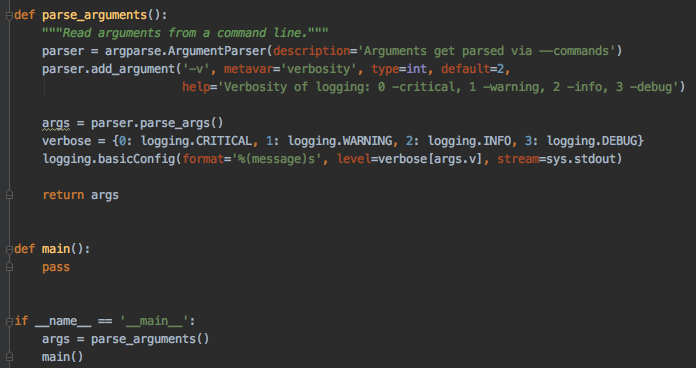 def parse_arguments():
    """Read arguments from a command line."""
    parser = argparse.ArgumentParser(description='Arguments get parsed via --commands')
    parser.add_argument('-v', metavar='verbosity', type=int, default=2,
                        help='Verbosity of logging: 0 -critical, 1 -warning, 2 -info, 3 -debug')

    args = parser.parse_args()
    verbose = {0: logging.CRITICAL, 1: logging.WARNING, 2: logging.INFO, 3: logging.DEBUG}
    logging.basicConfig(format='%(message)s', level=verbose[args.v], stream=sys.stdout)

    return args


def main():
    pass


if __name__ == '__main__':
    args = parse_arguments()
    main()